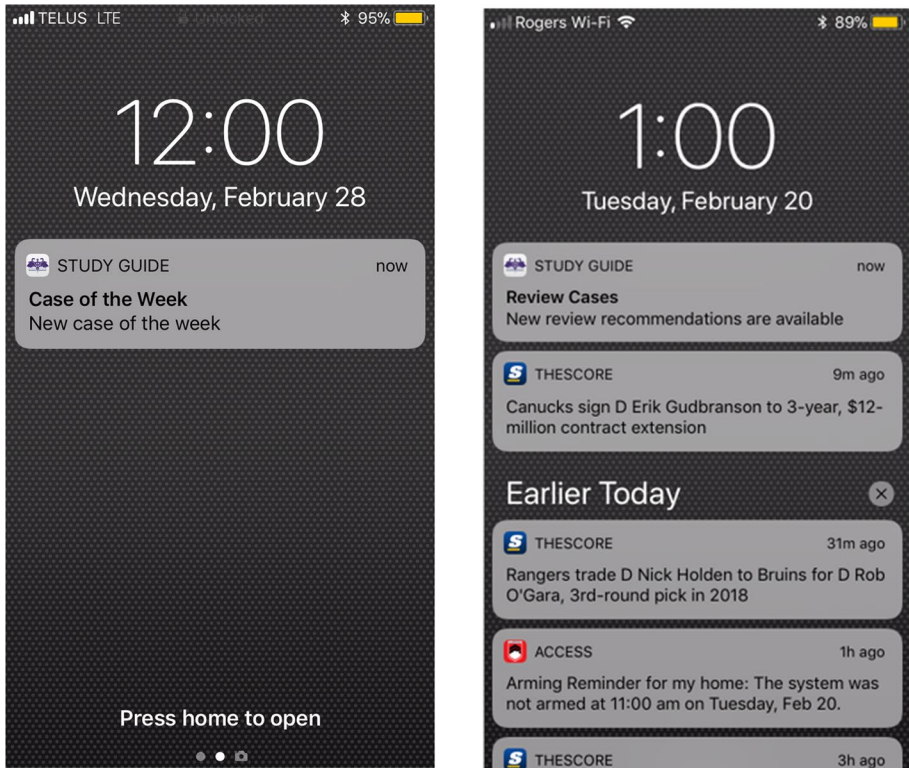 TELUS LTE
Unlocked
95%
12:00
Wednesday, February 28
STUDY GUIDE now
Case of the Week
New case of the week
Press home to open
Rogers Wi-Fi
89%
1:00
Tuesday, February 20
STUDY GUIDE now
Review Cases
New review recommendations are available
THESCORE 9m ago
Canucks sign D Erik Gudbranson to 3-year, $12-
million contract extension
Earlier Today
THESCORE 31m ago
Rangers trade D Nick Holden to Bruins for D Rob
O'Gara, 3rd-round pick in 2018
ACCESS 1h ago
Arming Reminder for my home: The system was
not armed at 11:00 am on Tuesday, Feb 20.
THESCORE 3h ago